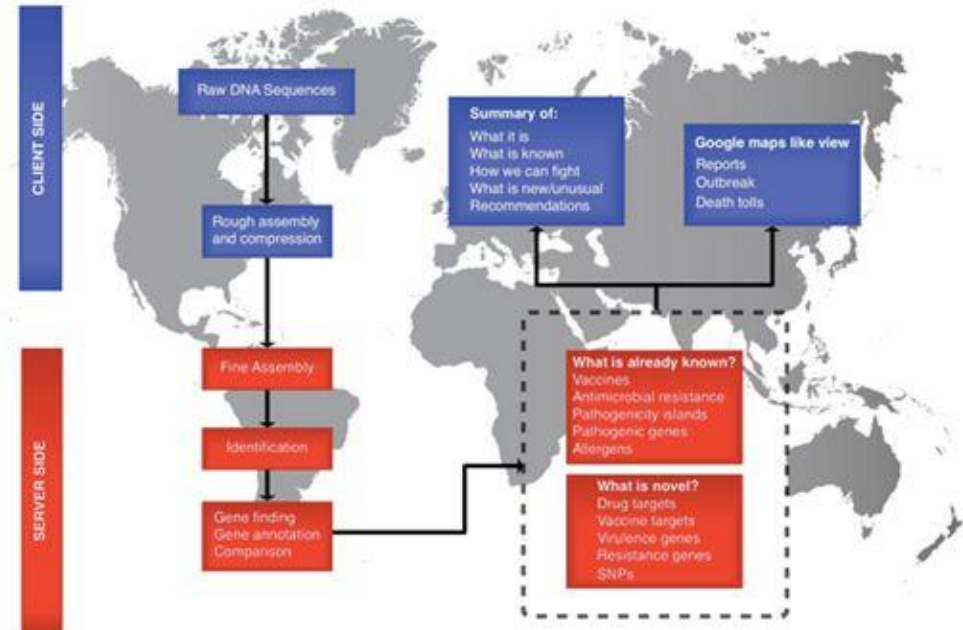 CLIENT SIDE
Raw DNA Sequences
Rough assembly
and compression
Summary of:
What it is
What is known
How we can fight
What is new/unusual
Recommendations
Google maps like view
Reports
Outbreak
Death tolls
SERVER SIDE
Fine Assembly
Identification
Gene finding
Gene annotation
Comparison
What is already known?
Vaccines
Antimicrobial resistance
Pathogenicity islands
Pathogenic genes
Allergens
What is novel?
Drug targets
Vaccine targets
Virulence genes
Resistance genes
SNPs